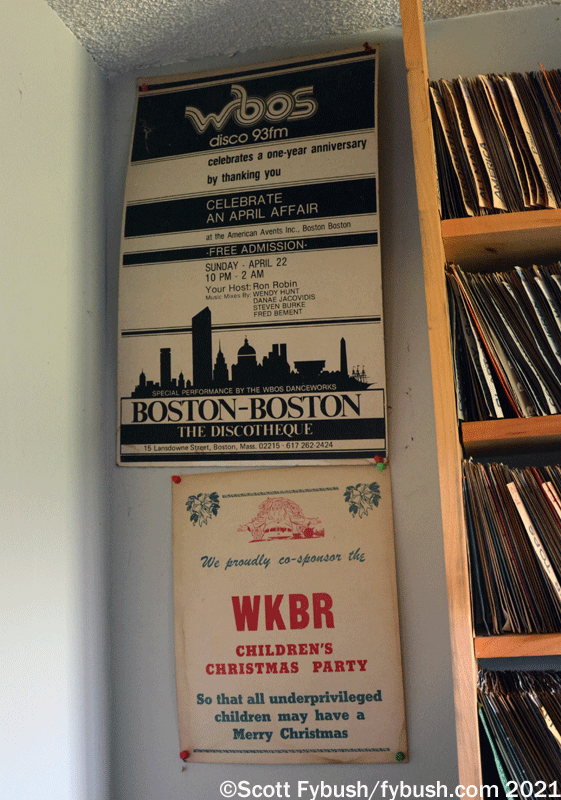 wbos
disco 93fm
celebrates a one-year anniversary
by thanking you
CELEBRATE
AN APRIL AFFAIR
at the American Avents Inc., Boston Boston
-FREE ADMISSION-
SUNDAY - APRIL 22
10 PM - 2 AM
Your Host: Ron Robin
Music Mixes By: WENDY HUNT
DANAE JACOVIDIS
STEVEN BURKE
FRED BEMENT
SPECIAL PERFORMANCE BY THE WBOS DANCEWORKS
BOSTON-BOSTON
THE DISCOTHEQUE
15 Lansdowne Street, Boston, Mass. 02215 · 617 262-2424
We proudly co-sponsor the
WKBR
CHILDREN'S
CHRISTMAS PARTY
So that all underprivileged
children may have a
Merry Christmas
AMERICA
©Scott Fybush/fybush.com 2021